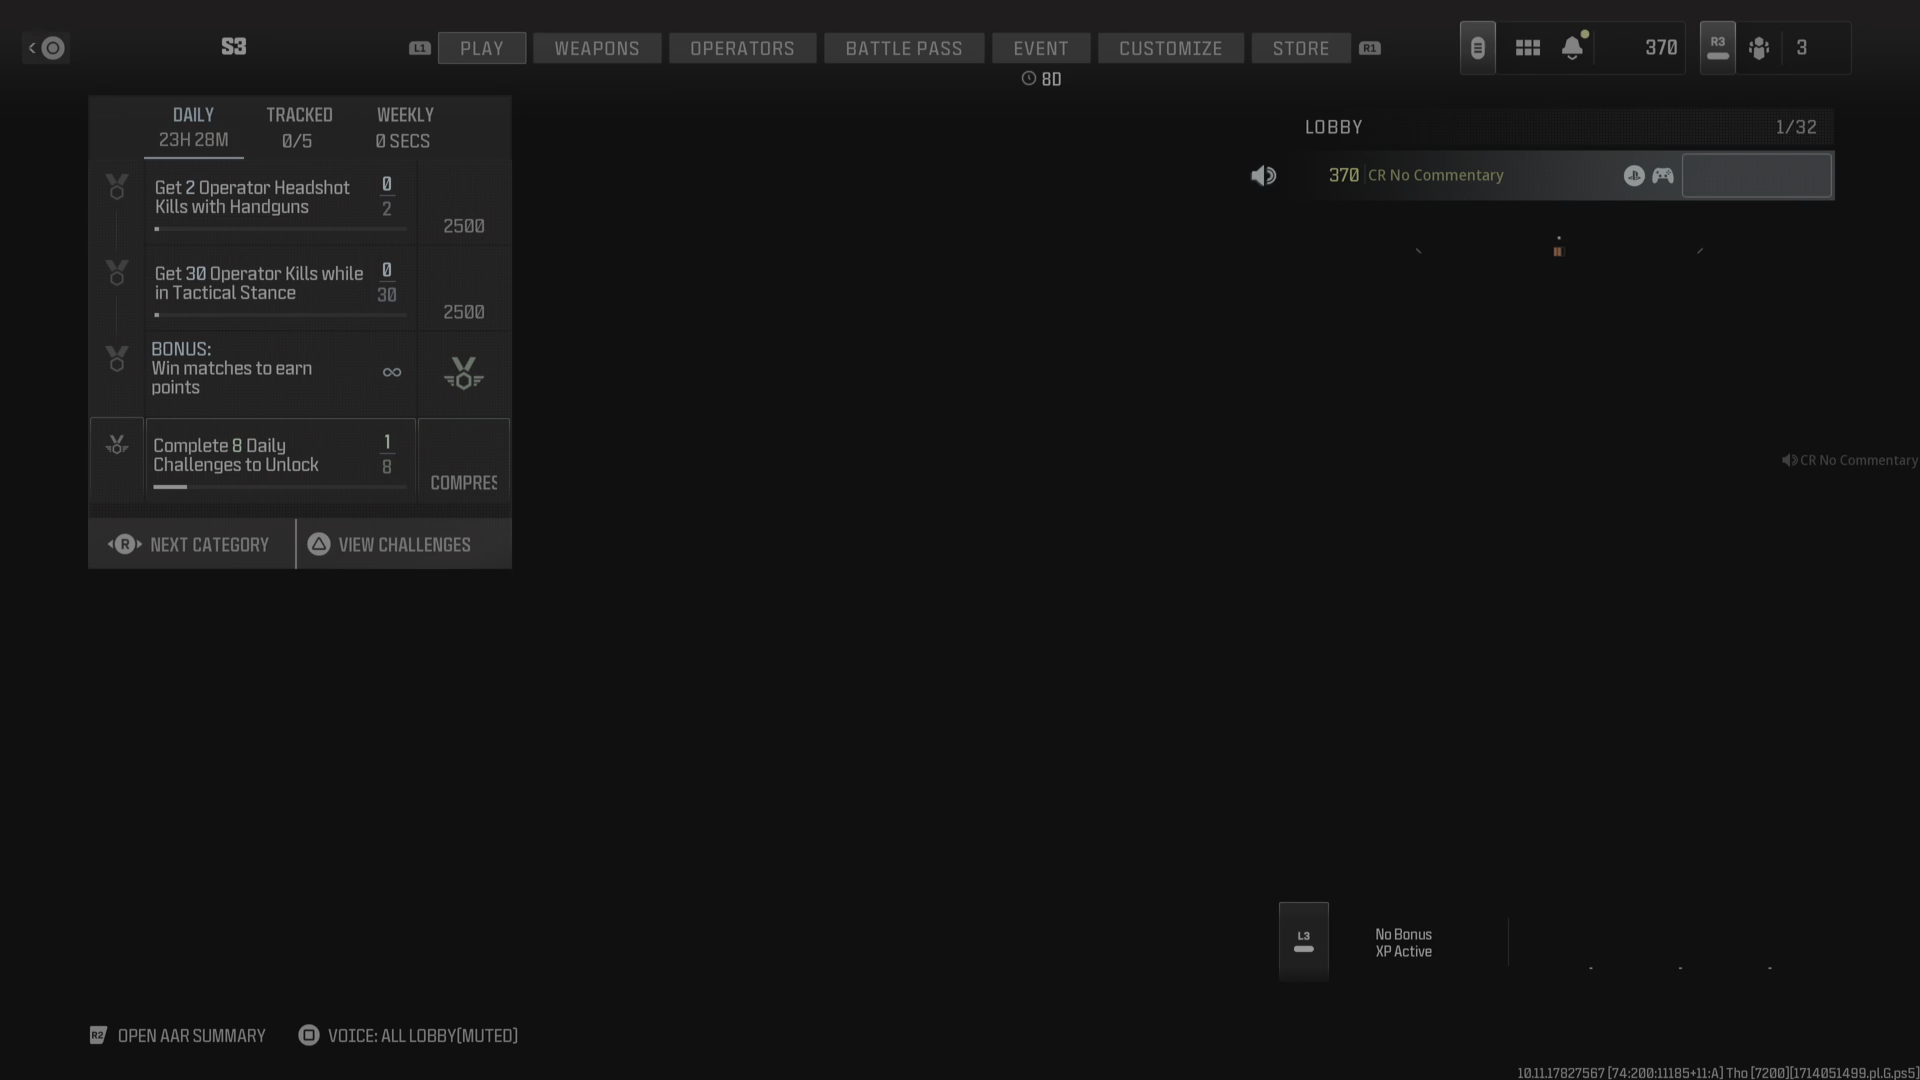 S3
L1
PLAY
WEAPONS
OPERATORS
BATTLE PASS
EVENT
CUSTOMIZE
STORE
R1
370
R3
3
8D
DAILY
TRACKED
WEEKLY
23H 28M
0/5
0 SECS
Get 2 Operator Headshot
Kills with Handguns
0
2
2500
Get 30 Operator Kills while
in Tactical Stance
0
30
2500
BONUS:
Win matches to earn
points
∞
Complete 8 Daily
Challenges to Unlock
1
8
COMPRES
R NEXT CATEGORY
VIEW CHALLENGES
LOBBY
1/32
370 CR No Commentary
CR No Commentary
L3
No Bonus
XP Active
R2 OPEN AAR SUMMARY
VOICE: ALL LOBBY[MUTED]
10.11.17827567 [74:200:11185+11:A] Tho [7200][1714051499.pl.G.ps5]